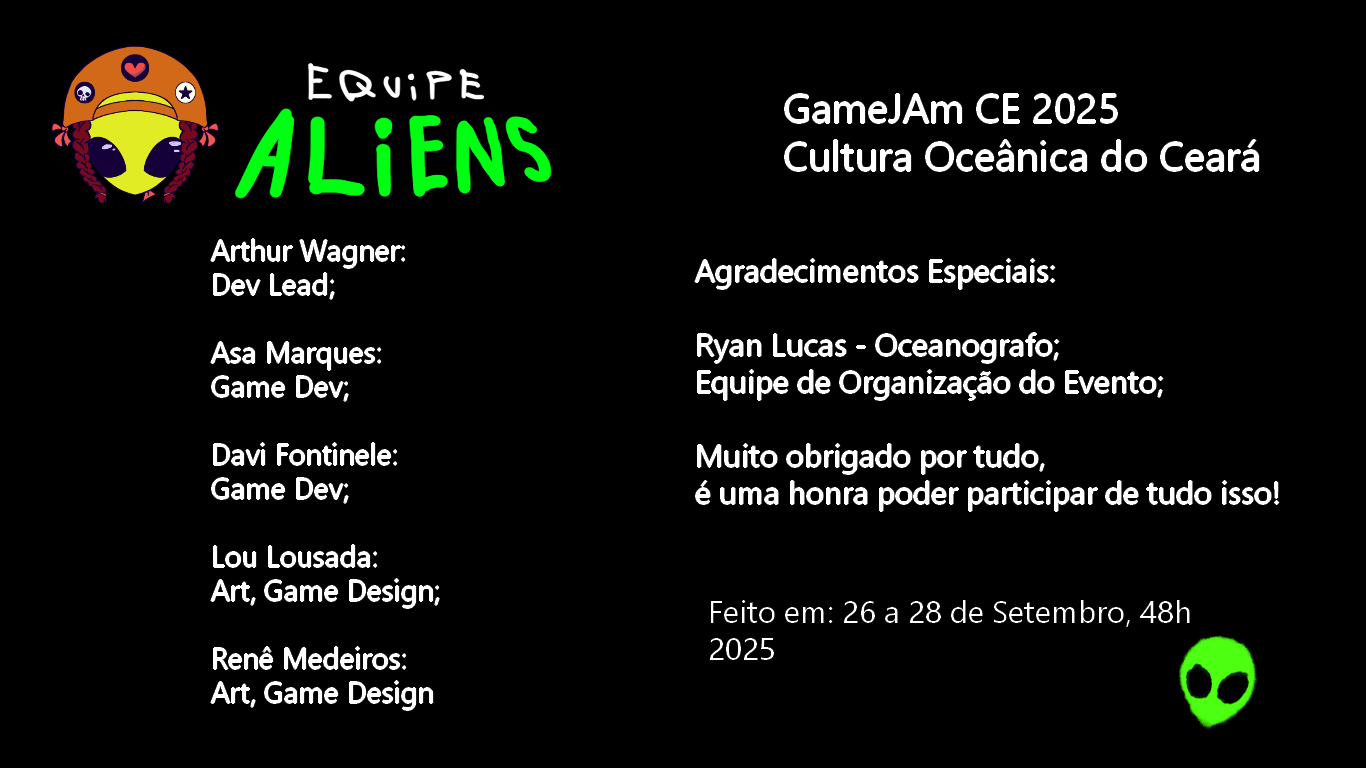 EQUIPE
ALiENS
GameJAm CE 2025
Cultura Oceânica do Ceará
Arthur Wagner:
Dev Lead;
Asa Marques:
Game Dev;
Davi Fontinele:
Game Dev;
Lou Lousada:
Art, Game Design;
Renê Medeiros:
Art, Game Design
Agradecimentos Especiais:
Ryan Lucas - Oceanografo;
Equipe de Organização do Evento;
Muito obrigado por tudo,
é uma honra poder participar de tudo isso!
Feito em: 26 a 28 de Setembro, 48h
2025